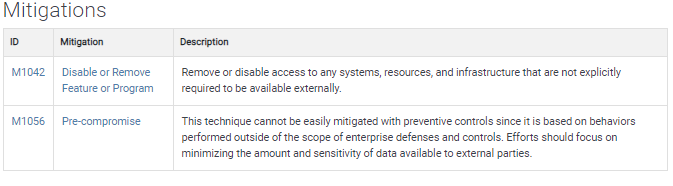 Mitigations
ID Mitigation Description
M1042 Disable or Remove Feature or Program Remove or disable access to any systems, resources, and infrastructure that are not explicitly
required to be available externally.
M1056 Pre-compromise This technique cannot be easily mitigated with preventive controls since it is based on behaviors
performed outside of the scope of enterprise defenses and controls. Efforts should focus on
minimizing the amount and sensitivity of data available to external parties.